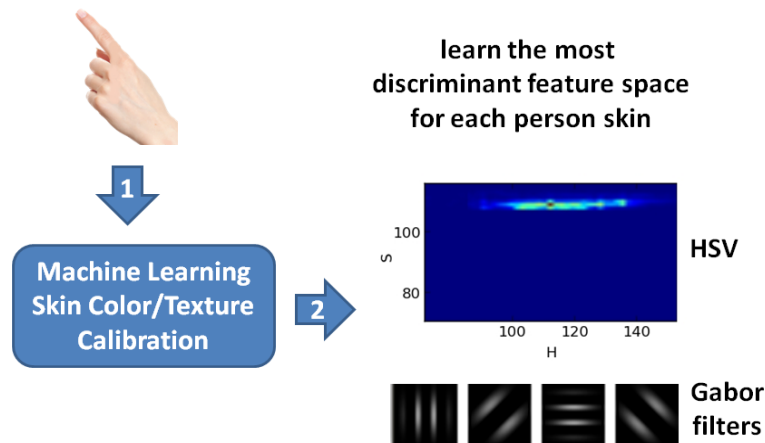 learn the most
discriminant feature space
for each person skin
1
Machine Learning
Skin Color/Texture
Calibration
2
100
80
S
100 120 140
H
HSV
Gabor
filters